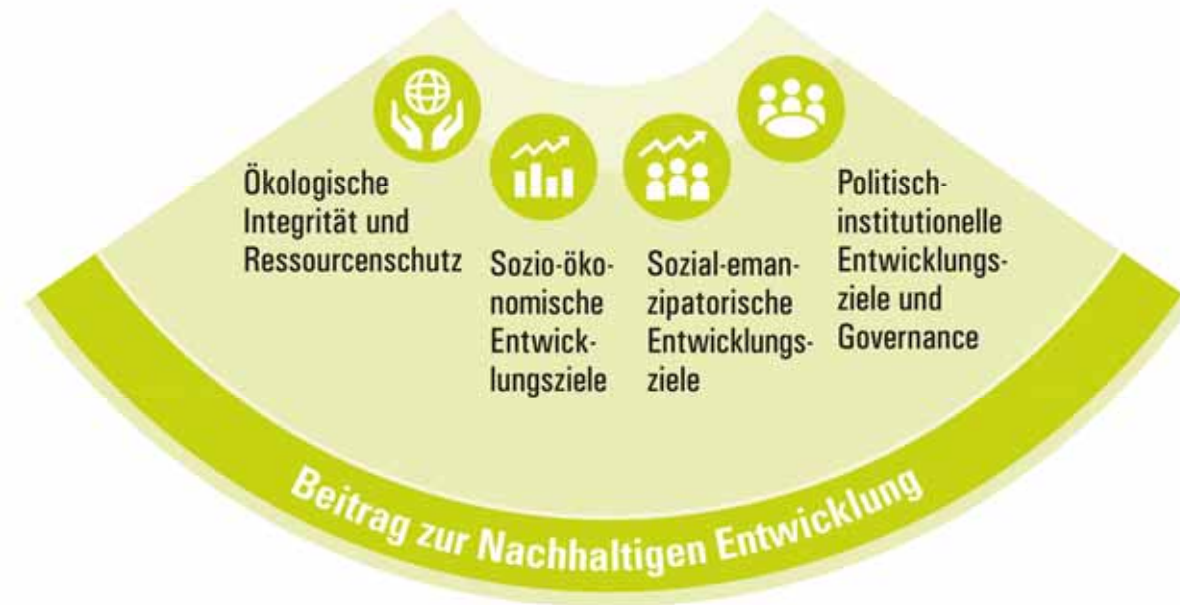 Ökologische
Integrität und
Ressourcenschutz
Sozio-öko-
nomische
Entwick-
lungsziele
Sozial-eman-
zipatorische
Entwicklungs-
ziele
Politisch-
institutionelle
Entwicklungs-
ziele und
Governance
Beitrag zur Nachhaltigen Entwicklung